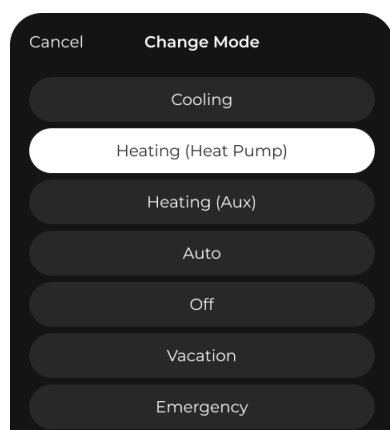 Cancel
Change Mode
Cooling
Heating (Heat Pump)
Heating (Aux)
Auto
Off
Vacation
Emergency